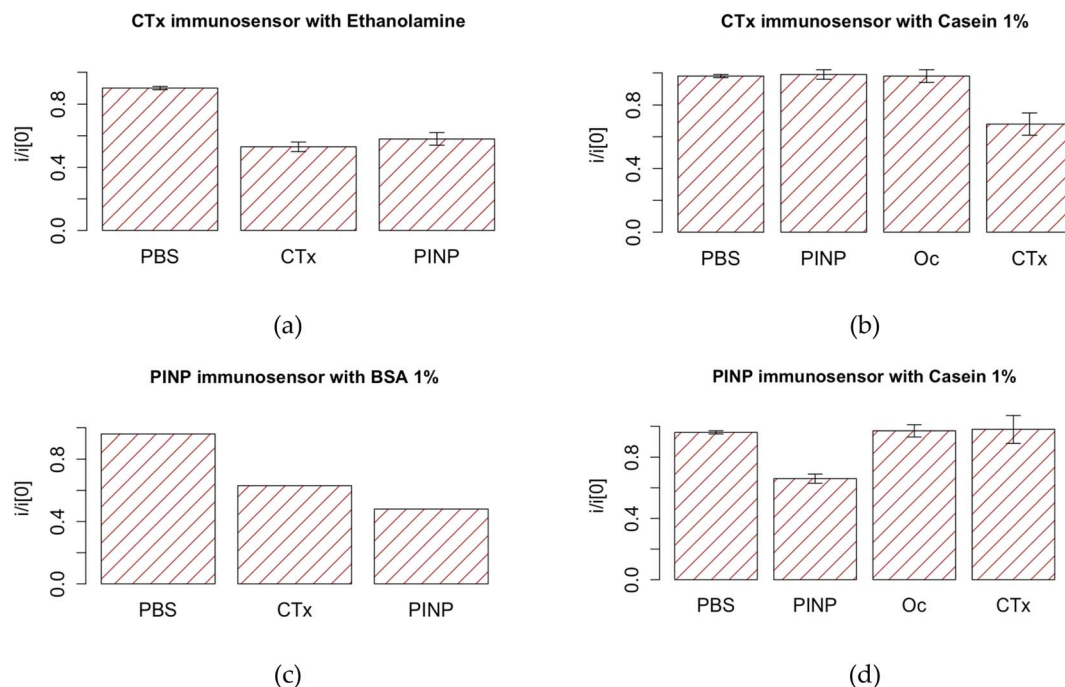 CTx immunosensor with Ethanolamine
i/i[0]
0.0 0.4 0.8
PBS CTx PINP
(a)
CTx immunosensor with Casein 1%
i/i[0]
0.0 0.4 0.8
PBS PINP Oc CTx
(b)
PINP immunosensor with BSA 1%
i/i[0]
0.0 0.4 0.8
PBS CTx PINP
(c)
PINP immunosensor with Casein 1%
i/i[0]
0.0 0.4 0.8
PBS PINP Oc CTx
(d)